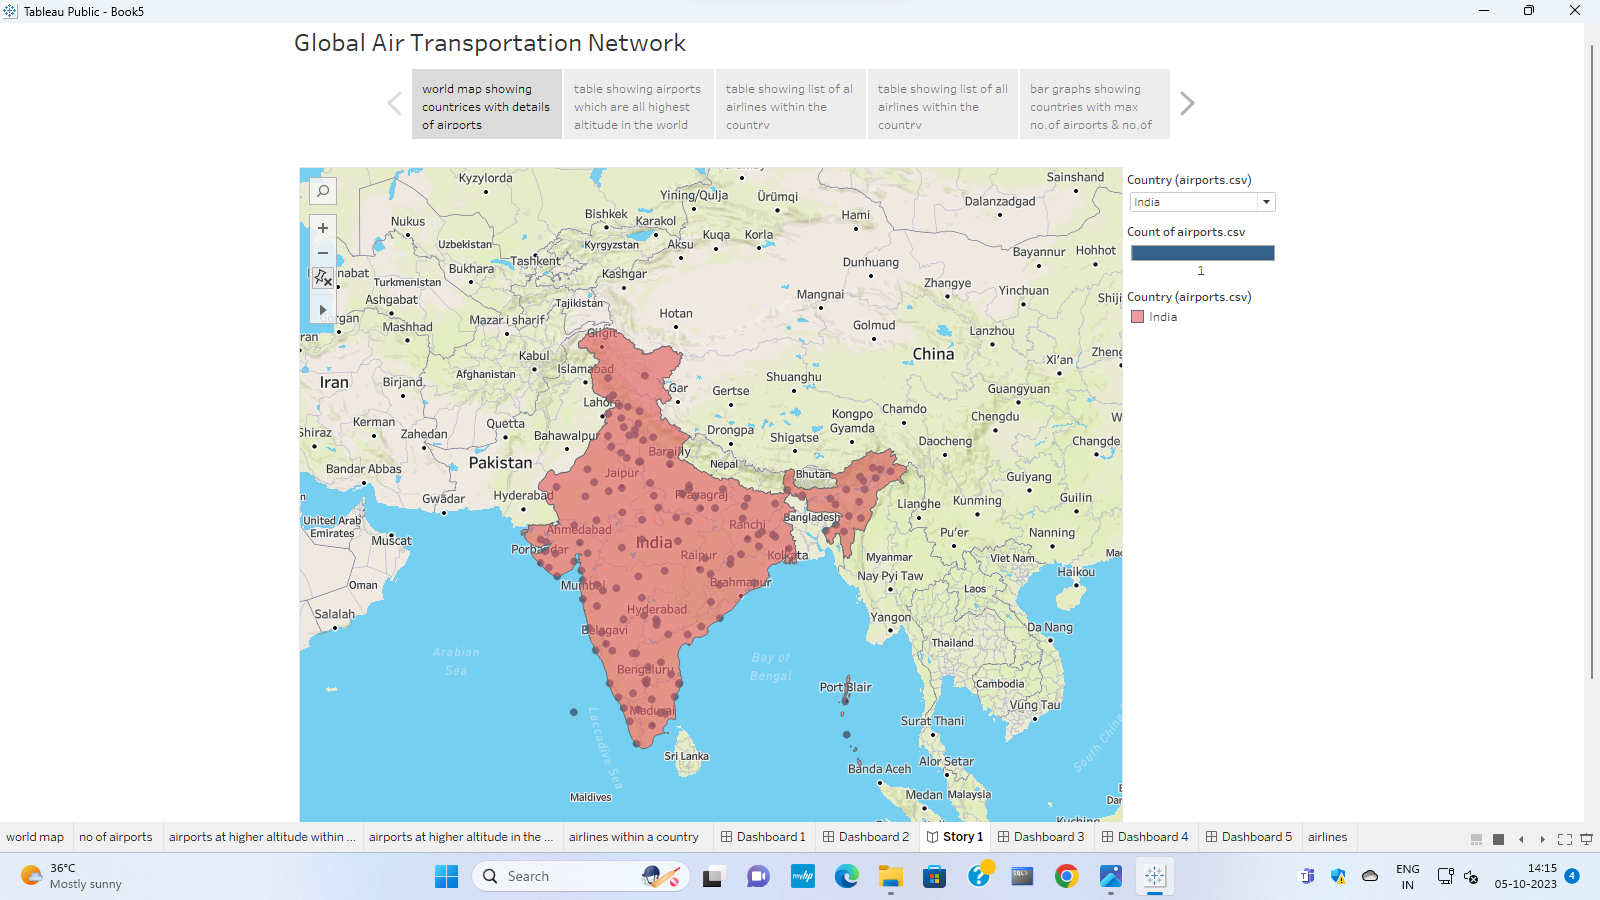 Tableau Public - Book5
Global Air Transportation Network
world map showing
countrices with details
of airports
table showing airports
which are all highest
altitude in the world
table showing list of al
airlines within the
country
table showing list of all
airlines within the
country
bar graphs showing
countries with max
no.of airports & no.of
Country (airports.csv)
India
Count of airports.csv
1
Country (airports.csv)
India
Kyzylorda
Yining/Qulja
Ürümqi
Sainshand
Dalanzadgad
Nukus
Bishkek
Karakol
Hami
Kuqa
Korla
Uzbekistan
Kyrgyzstan
Aksu
Bayannur
Hohhot
Tashkent
Bukhara
Kashgar
Dunhuang
nabat
Turkmenistan
Zhangye
Yinchuan
Ashgabat
Tajikistan
Mangnai
Shiji
Hotan
Gorgan
Mashhad
Mazar i sharif
Golmud
Lanzhou
Gilgit
Kabul
China
Xi'an
Zheng
Islamabad
Iran
Birjand
Afghanistan
Gar
Gertse
Shuanghu
Guangyuan
Lahore
Kongpo
Gyamda
Chamdo
Chengdu
Kerman
Quetta
Drongpa
Shiraz
Zahedan
Bahawalpur
Shigatse
Daocheng
Changde
Bareilly
Pakistan
Nepal
Bandar Abbas
Jaipur
Bhutan
Guiyang
Gwadar
Hyderabad
Prayagraj
Lianghe
Kunming
Guilin
United Arab
Emirates
Bangladesh
Ahmedabad
Ranchi
Pu'er
Nanning
Muscat
Porbandar
India
Raipur
Kolkata
Myanmar
Viet Nam
Oman
Mumbai
Brahmapur
Nay Pyi Taw
Haikou
Laos
Salalah
Hyderabad
Yangon
Belagavi
Da Nang
Arabian
Sea
Bay of
Bengal
Thailand
Bengaluru
Port Blair
Cambodia
Madurai
Vung Tau
Laccadive Sea
Surat Thani
South China
Sri Lanka
Banda Aceh
Alor Setar
Maldives
Medan
Malaysia
Kuching
world map
no of airports
airports at higher altitude within ...
airports at higher altitude in the ...
airlines within a country
Dashboard 1
Dashboard 2
Story 1
Dashboard 3
Dashboard 4
Dashboard 5
airlines
36°C
Mostly sunny
Search
myhp
SQL
ENG
IN
14:15
05-10-2023
4